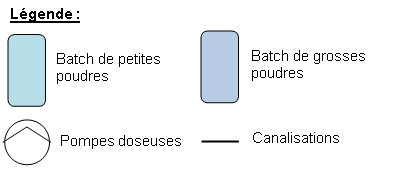 Légende :
Batch de petites
poudres
Batch de grosses
poudres
Pompes doseuses
Canalisations